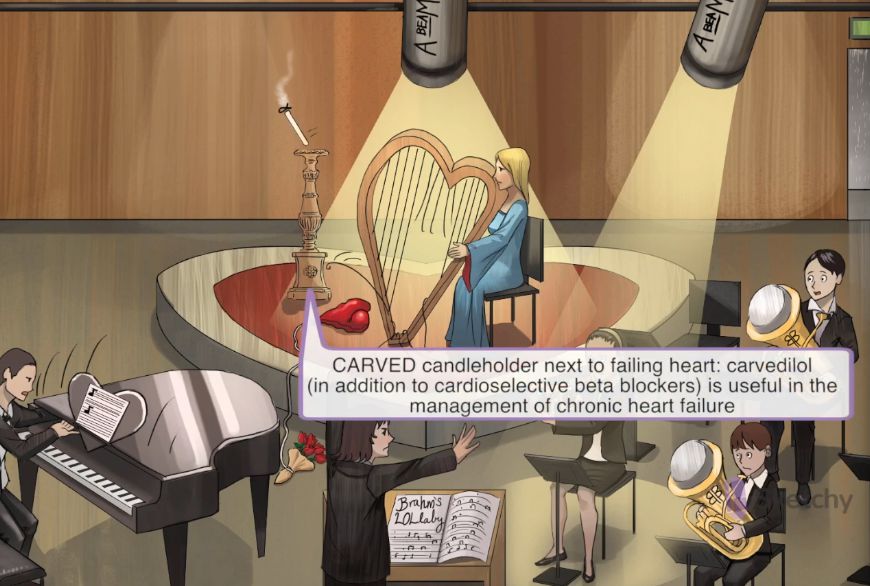 A BEAM
A BEAM
CARVED candleholder next to failing heart: carvedilol
(in addition to cardioselective beta blockers) is useful in the
management of chronic heart failure
Brahm's
LOLlaby
sketchy